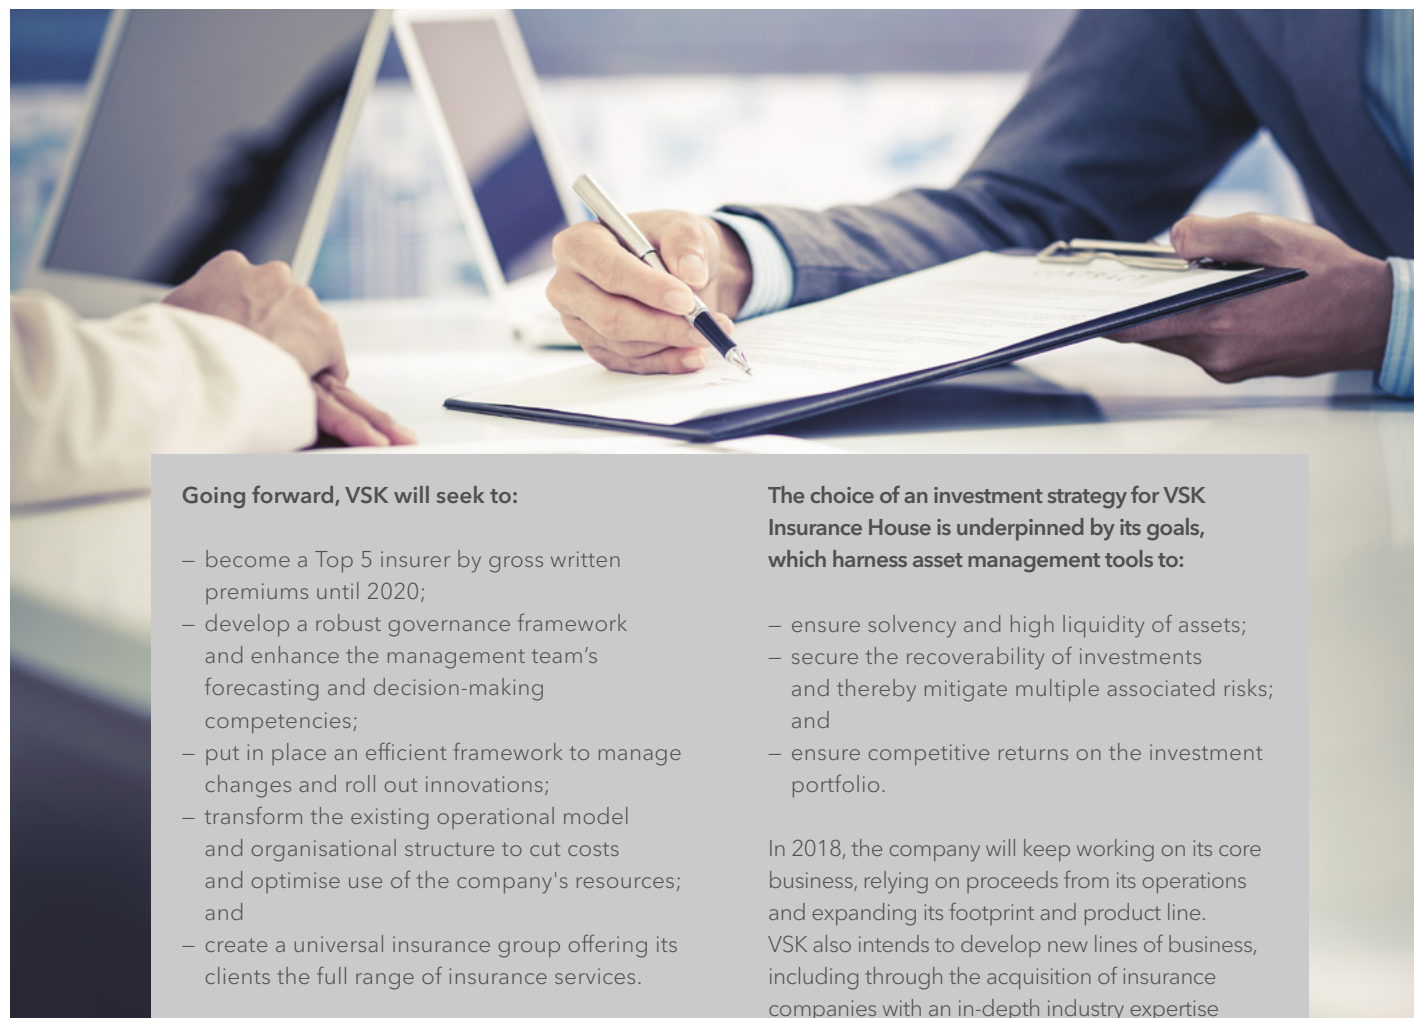 CONTRACT
Going forward, VSK will seek to:
– become a Top 5 insurer by gross written
premiums until 2020;
– develop a robust governance framework
and enhance the management team’s
forecasting and decision-making
competencies;
– put in place an efficient framework to manage
changes and roll out innovations;
– transform the existing operational model
and organisational structure to cut costs
and optimise use of the company's resources;
and
– create a universal insurance group offering its
clients the full range of insurance services.
The choice of an investment strategy for VSK
Insurance House is underpinned by its goals,
which harness asset management tools to:
– ensure solvency and high liquidity of assets;
– secure the recoverability of investments
and thereby mitigate multiple associated risks;
and
– ensure competitive returns on the investment
portfolio.
In 2018, the company will keep working on its core
business, relying on proceeds from its operations
and expanding its footprint and product line.
VSK also intends to develop new lines of business,
including through the acquisition of insurance
companies with an in-depth industry expertise